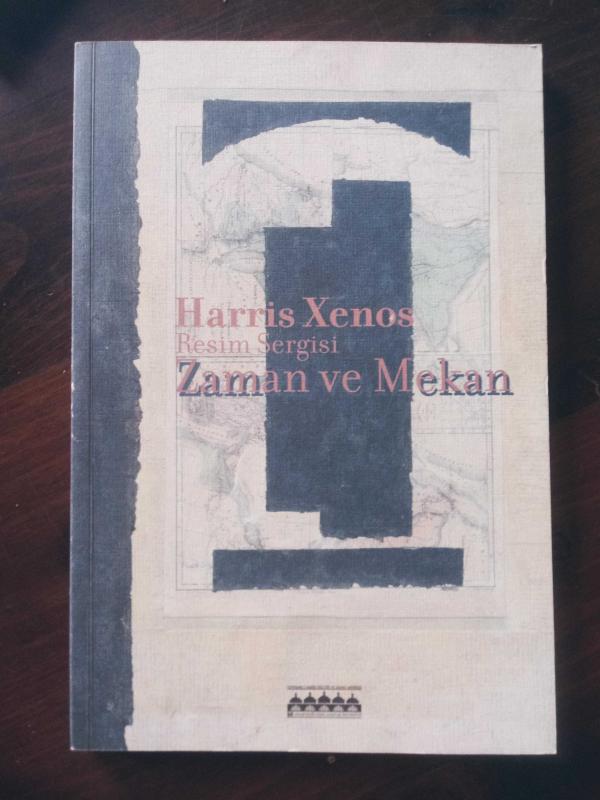 Harris Xenos
Resim Sergisi
Zaman ve Mekan